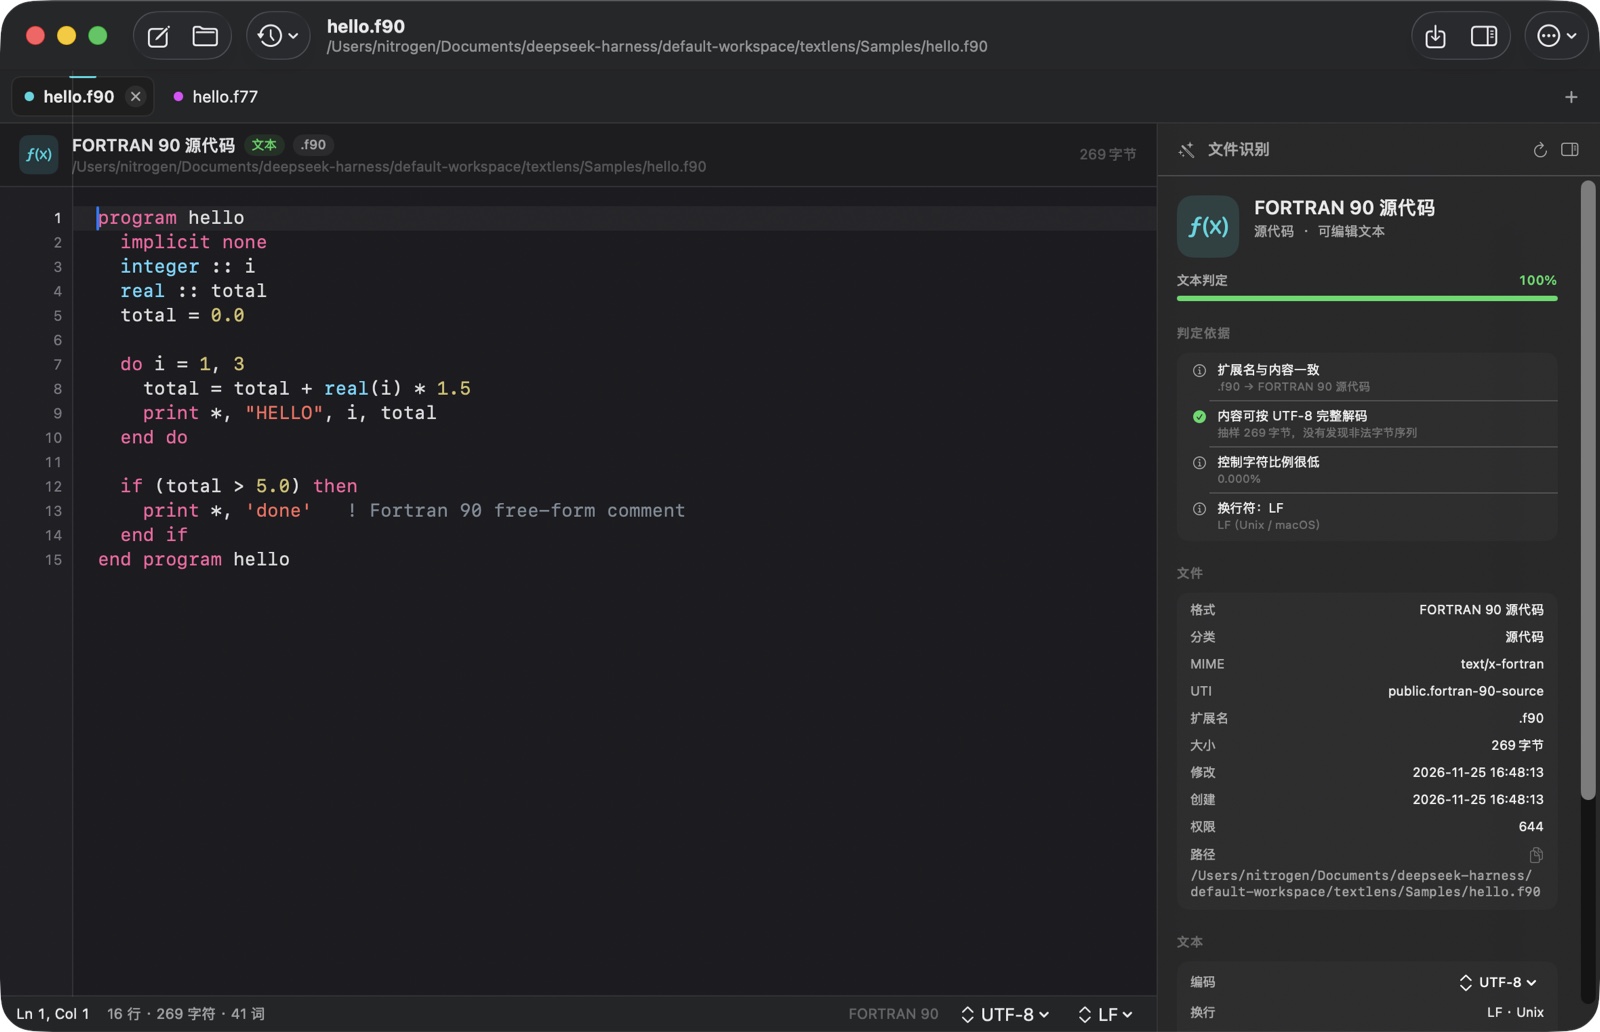 hello.f90
/Users/nitrogen/Documents/deepseek-harness/default-workspace/textlens/Samples/hello.f90
hello.f90
hello.f77
f(x)
FORTRAN 90 源代码 文本 .f90
/Users/nitrogen/Documents/deepseek-harness/default-workspace/textlens/Samples/hello.f90
269 字节
1 program hello
2   implicit none
3   integer :: i
4   real :: total
5   total = 0.0
6
7   do i = 1, 3
8     total = total + real(i) * 1.5
9     print *, "HELLO", i, total
10   end do
11
12   if (total > 5.0) then
13     print *, 'done'   ! Fortran 90 free-form comment
14   end if
15 end program hello
Ln 1, Col 1 16 行 · 269 字符 · 41 词
FORTRAN 90 UTF-8 LF
文件识别
f(x)
FORTRAN 90 源代码
源代码 · 可编辑文本
文本判定 100%
判定依据
扩展名与内容一致
.f90 → FORTRAN 90 源代码
内容可按 UTF-8 完整解码
抽样 269 字节，没有发现非法字节序列
控制字符比例很低
0.000%
换行符：LF
LF (Unix / macOS)
文件
格式 FORTRAN 90 源代码
分类 源代码
MIME text/x-fortran
UTI public.fortran-90-source
扩展名 .f90
大小 269 字节
修改 2026-11-25 16:48:13
创建 2026-11-25 16:48:13
权限 644
路径
/Users/nitrogen/Documents/deepseek-harness/
default-workspace/textlens/Samples/hello.f90
文本
编码 UTF-8
换行 LF · Unix